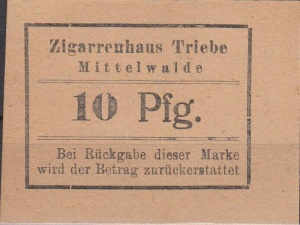 Zigarrenhaus Triebe
Mittelwalde
10 Pfg.
Bei Rückgabe dieser Marke
wird der Betrag zurückerstattet